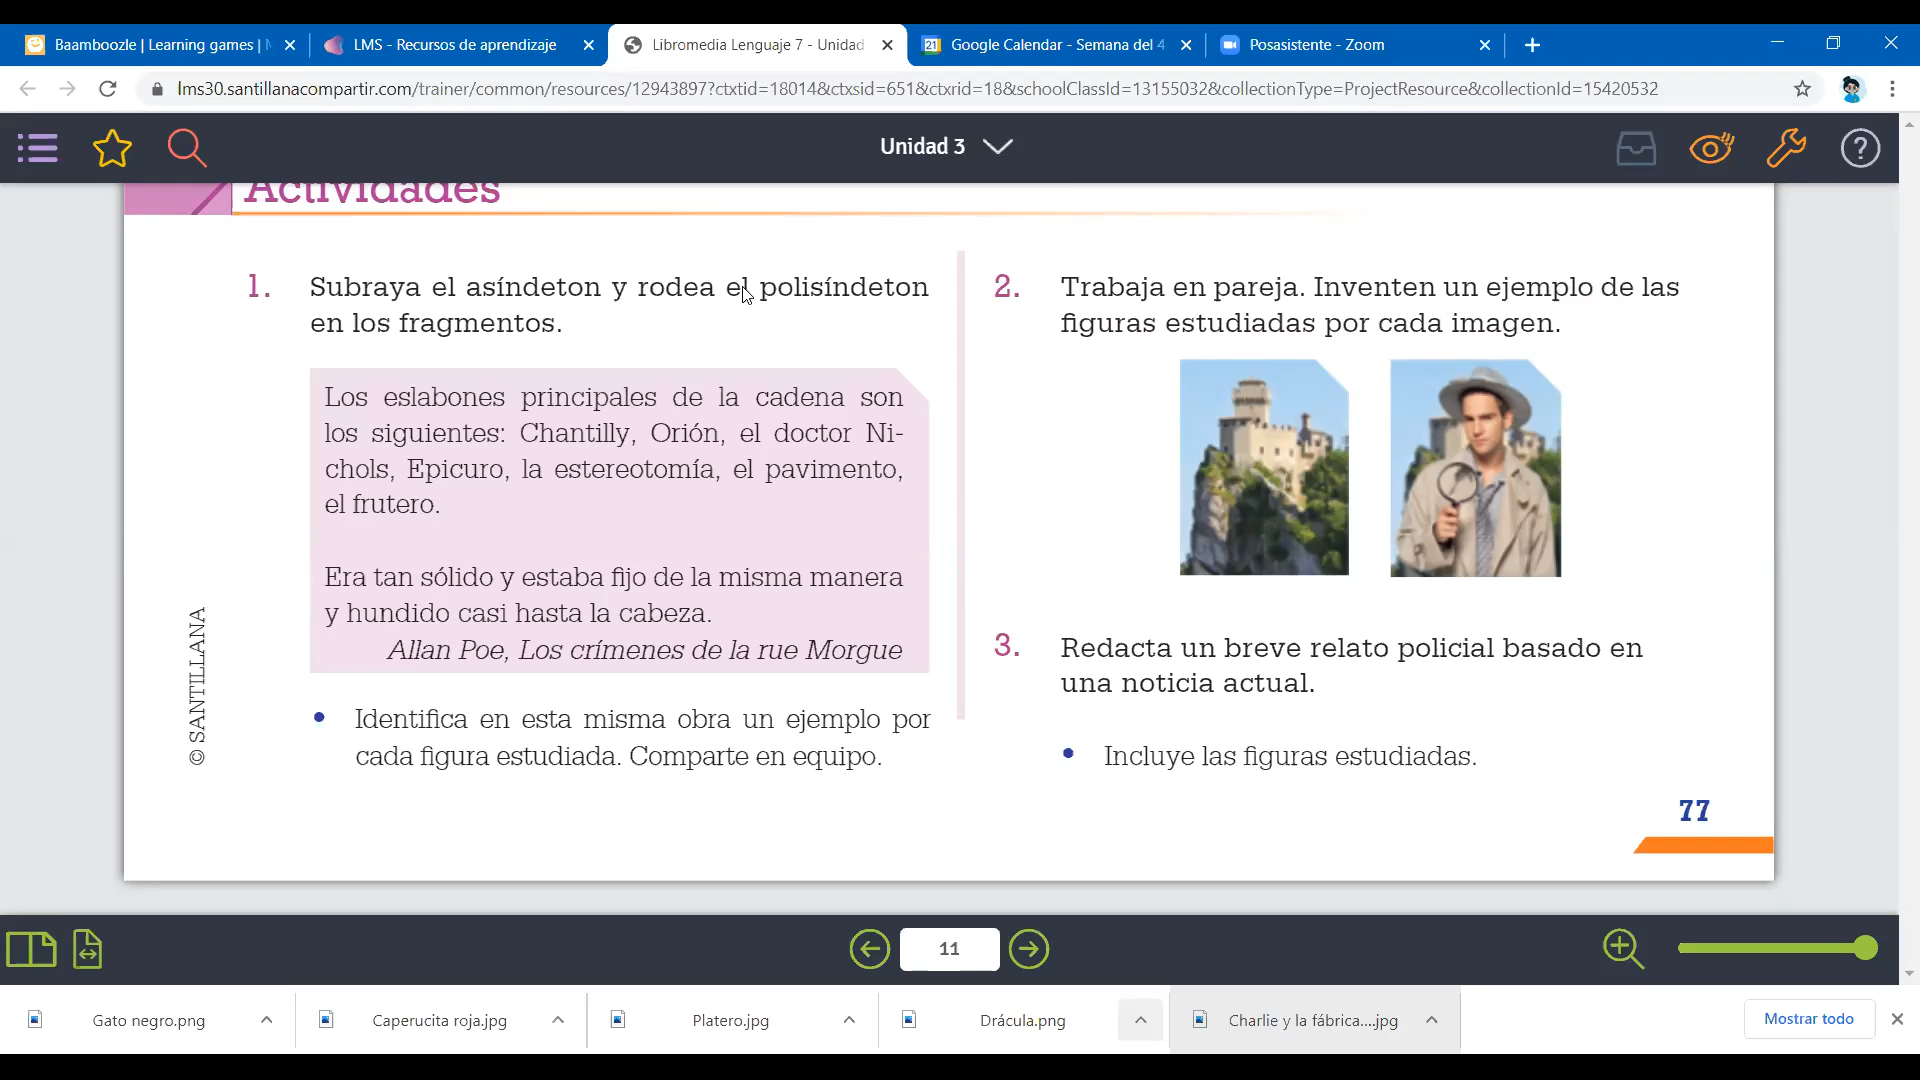 Baamboozle | Learning games |
LMS - Recursos de aprendizaje
Libromedia Lenguaje 7 - Unidad
21
Google Calendar - Semana del 4
Posasistente - Zoom
lms30.santillanacompartir.com/trainer/common/resources/12943897?ctxtid=18014&ctxsid=651&ctxrid=18&schoolClassId=13155032&collectionType=ProjectResource&collectionId=15420532
Unidad 3
?
Actividades
1. Subraya el asíndeton y rodea el polisíndeton
en los fragmentos.
Los eslabones principales de la cadena son
los siguientes: Chantilly, Orión, el doctor Ni-
chols, Epicuro, la estereotomía, el pavimento,
el frutero.
Era tan sólido y estaba fijo de la misma manera
y hundido casi hasta la cabeza.
Allan Poe, Los crímenes de la rue Morgue
• Identifica en esta misma obra un ejemplo por
cada figura estudiada. Comparte en equipo.
© SANTILLANA
2. Trabaja en pareja. Inventen un ejemplo de las
figuras estudiadas por cada imagen.
3. Redacta un breve relato policial basado en
una noticia actual.
• Incluye las figuras estudiadas.
77
11
Gato negro.png
Caperucita roja.jpg
Platero.jpg
Drácula.png
Charlie y la fábrica....jpg
Mostrar todo